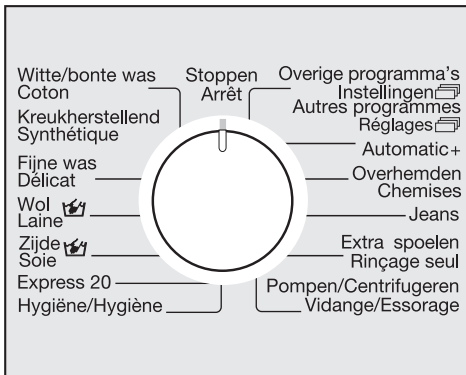 Witte/bonte was
Coton
Kreukherstellend
Synthétique
Fijne was
Délicat
Wol
Laine
Zijde
Soie
Express 20
Hygiëne/Hygiène
Stoppen
Arrêt
Overige programma's
Instellingen
Autres programmes
Réglages
Automatic+
Overhemden
Chemises
Jeans
Extra spoelen
Rinçage seul
Pompen/Centrifugeren
Vidange/Essorage